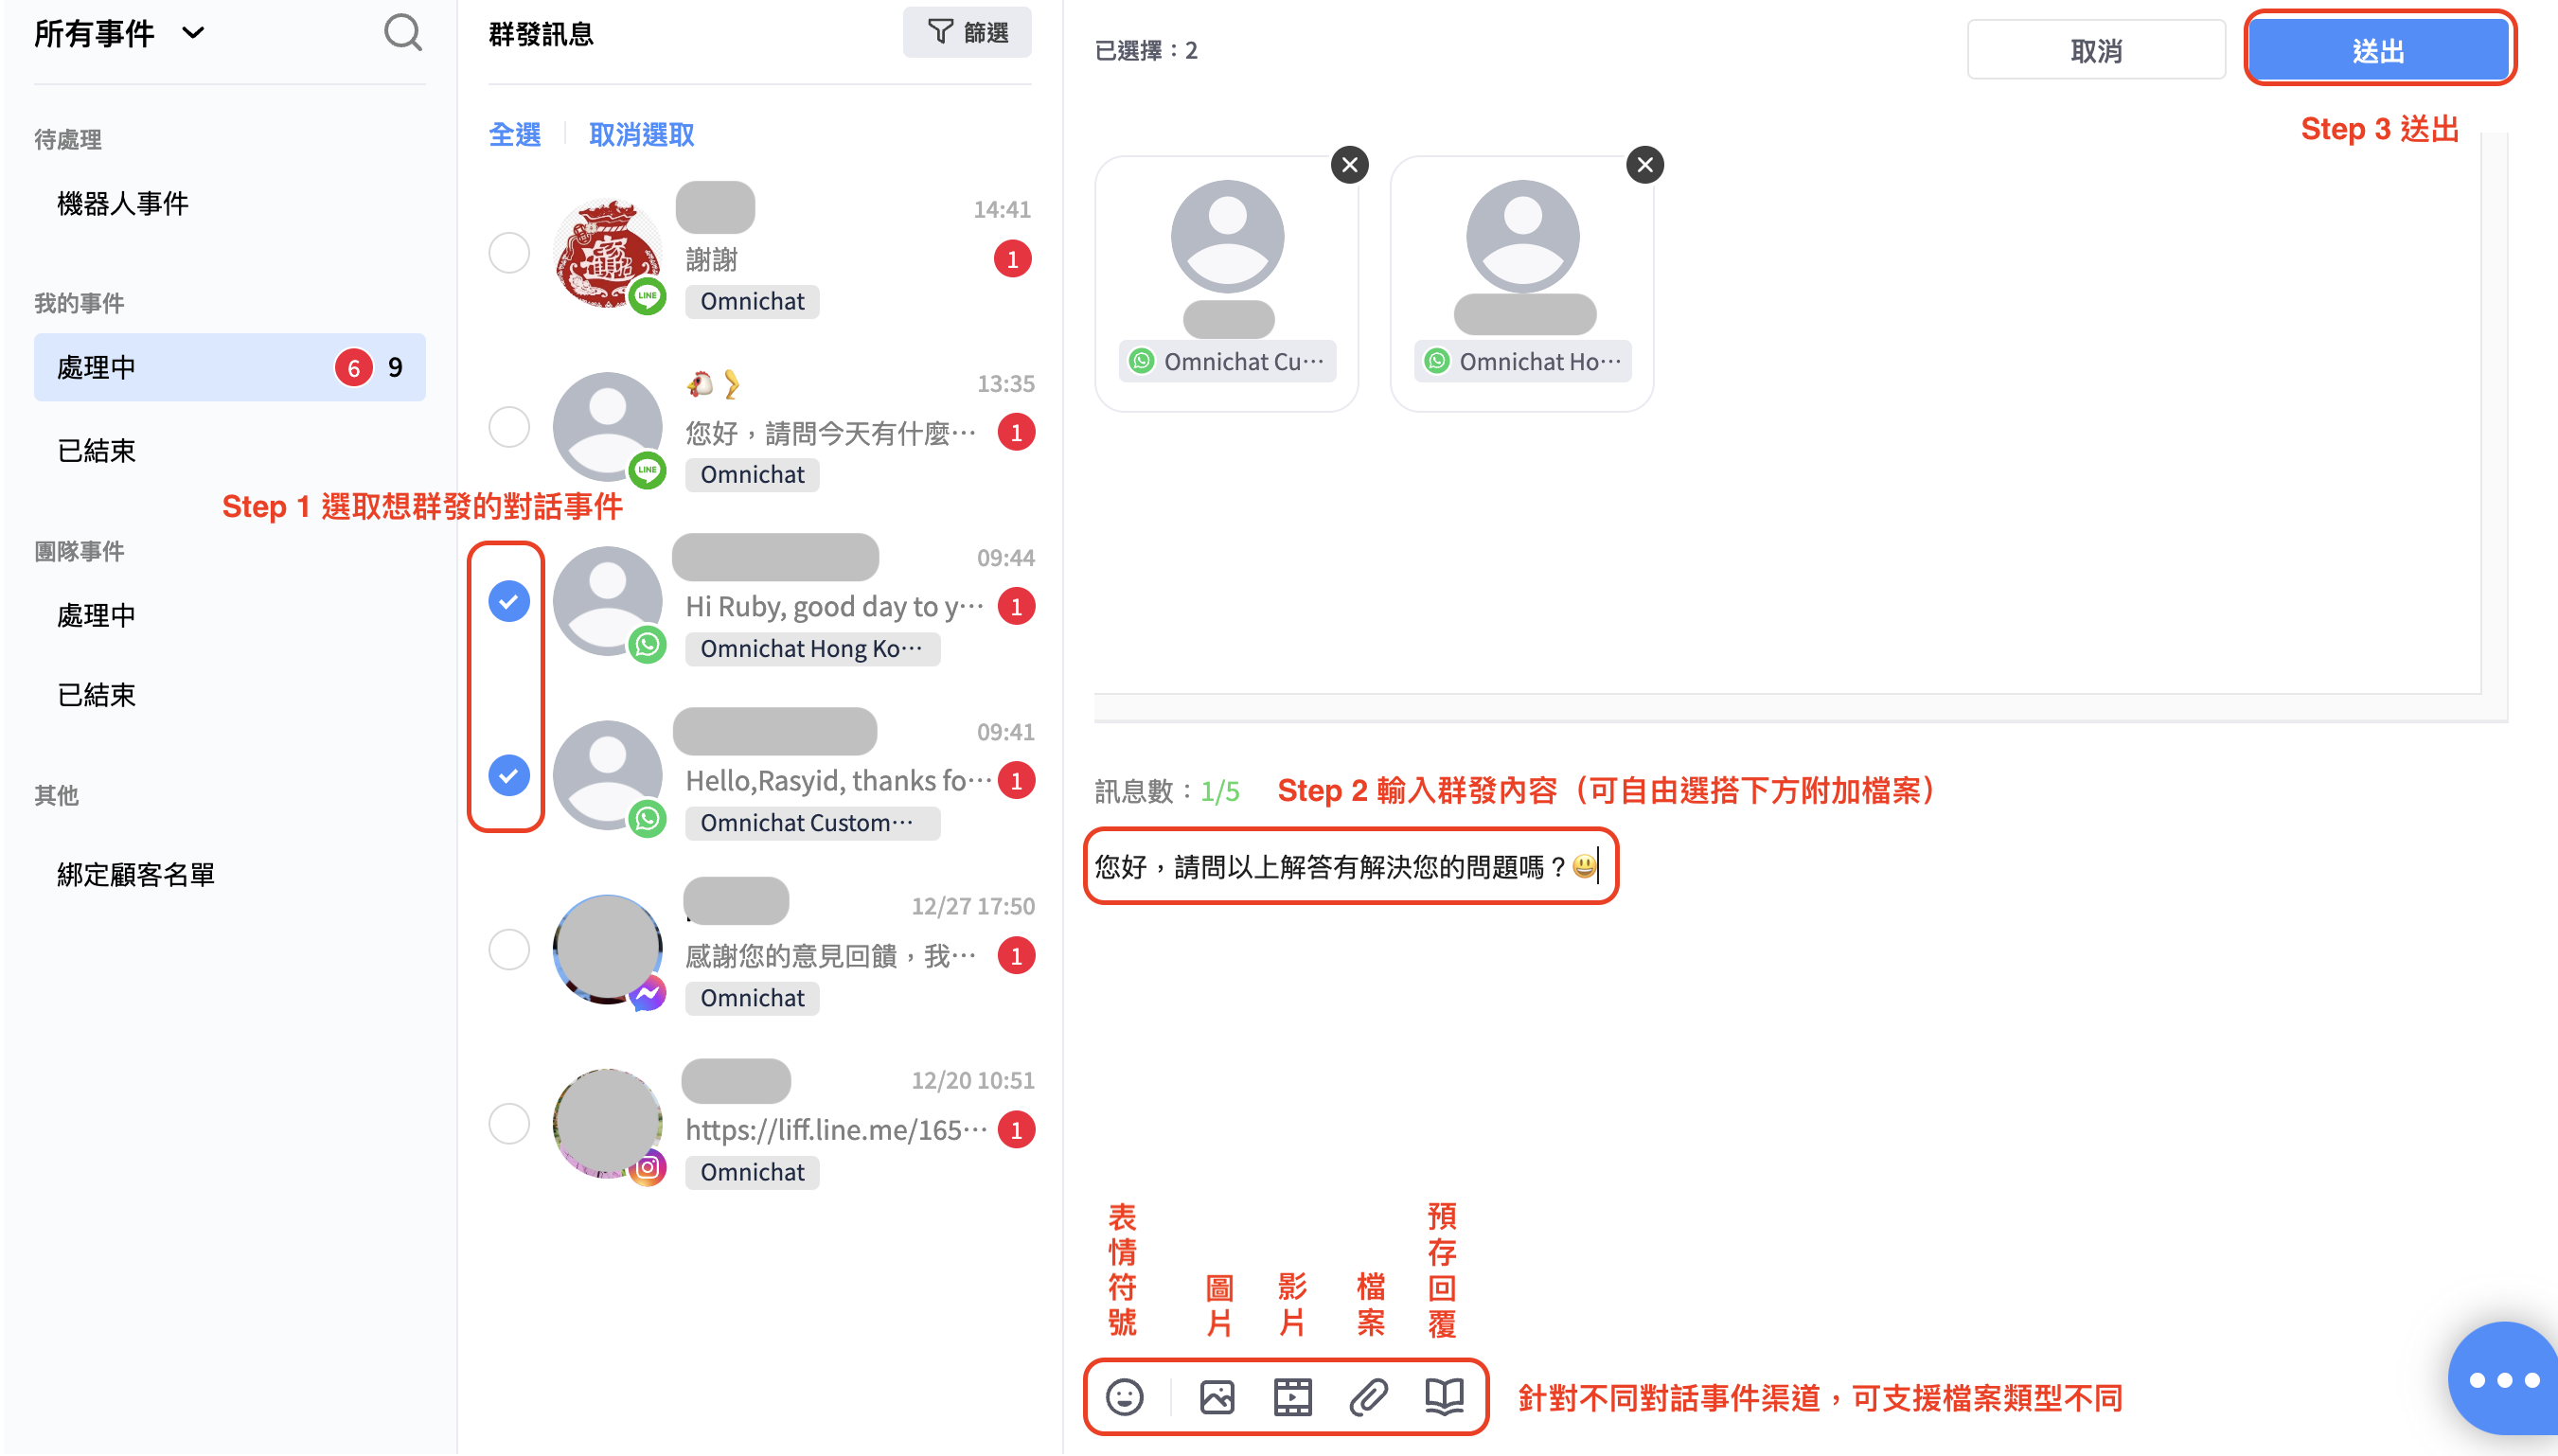 所有事件
待處理
機器人事件
我的事件
處理中 6 9
已結束
團隊事件
處理中
已結束
其他
綁定顧客名單
群發訊息
篩選
全選
取消選取
14:41
謝謝
1
LINE
Omnichat
🐔🦵
13:35
您好，請問今天有什麼…
1
LINE
Omnichat
Step 1 選取想群發的對話事件
09:44
Hi Ruby, good day to y…
1
Omnichat Hong Ko…
09:41
Hello,Rasyid, thanks fo…
1
Omnichat Custom…
12/27 17:50
感謝您的意見回饋，我…
1
Omnichat
12/20 10:51
https://liff.line.me/165…
1
Omnichat
已選擇：2
取消
送出
Step 3 送出
Omnichat Cu…
Omnichat Ho…
訊息數：1/5
Step 2 輸入群發內容（可自由選搭下方附加檔案）
您好，請問以上解答有解決您的問題嗎？😃
表情符號
圖片
影片
檔案
預存回覆
針對不同對話事件渠道，可支援檔案類型不同